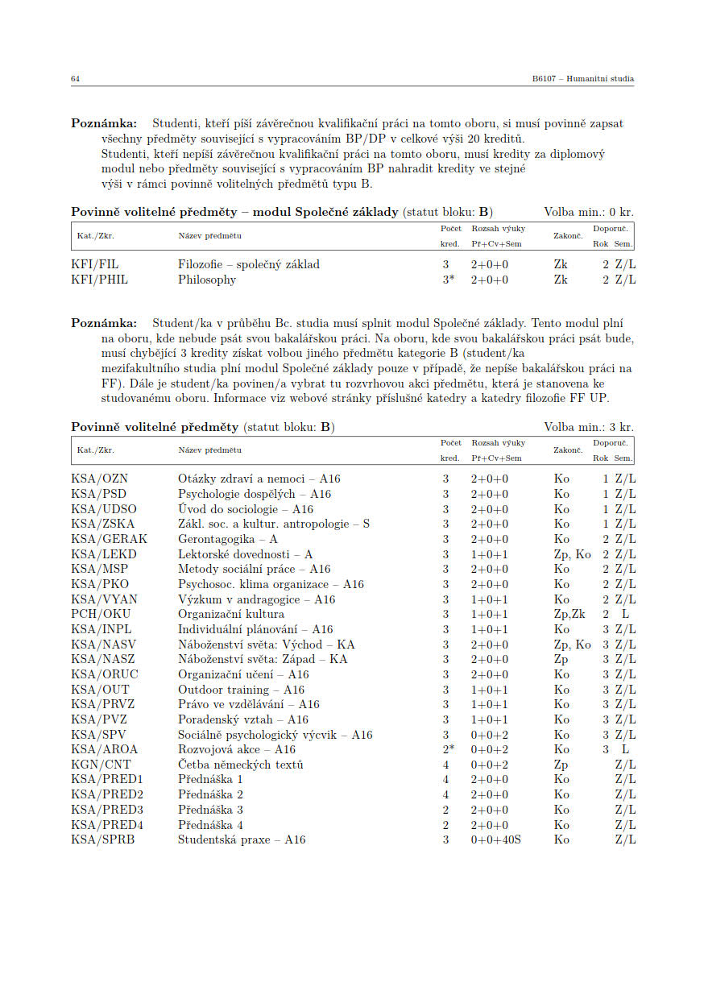 64 B6107 – Humanitní studia
Poznámka: Studenti, kteří píší závěrečnou kvalifikační práci na tomto oboru, si musí povinně zapsat
všechny předměty související s vypracováním BP/DP v celkové výši 20 kreditů.
Studenti, kteří nepíší závěrečnou kvalifikační práci na tomto oboru, musí kredity za diplomový
modul nebo předměty související s vypracováním BP nahradit kredity ve stejné
výši v rámci povinně volitelných předmětů typu B.
Povinně volitelné předměty – modul Společné základy (statut bloku: B) Volba min.: 0 kr.
Kat./Zkr. Název předmětu Počet kred. Rozsah výuky Př+Cv+Sem Zakonč. Doporuč. Rok Sem.
KFI/FIL Filozofie – společný základ 3 2+0+0 Zk 2 Z/L
KFI/PHIL Philosophy 3* 2+0+0 Zk 2 Z/L
Poznámka: Student/ka v průběhu Bc. studia musí splnit modul Společné základy. Tento modul plní
na oboru, kde nebude psát svou bakalářskou práci. Na oboru, kde svou bakalářskou práci psát bude,
musí chybějící 3 kredity získat volbou jiného předmětu kategorie B (student/ka
mezifakultního studia plní modul Společné základy pouze v případě, že nepíše bakalářskou práci na
FF). Dále je student/ka povinen/a vybrat tu rozvrhovou akci předmětu, která je stanovena ke
studovanému oboru. Informace viz webové stránky příslušné katedry a katedry filozofie FF UP.
Povinně volitelné předměty (statut bloku: B) Volba min.: 3 kr.
Kat./Zkr. Název předmětu Počet kred. Rozsah výuky Př+Cv+Sem Zakonč. Doporuč. Rok Sem.
KSA/OZN Otázky zdraví a nemoci – A16 3 2+0+0 Ko 1 Z/L
KSA/PSD Psychologie dospělých – A16 3 2+0+0 Ko 1 Z/L
KSA/UDSO Úvod do sociologie – A16 3 2+0+0 Ko 1 Z/L
KSA/ZSKA Zákl. soc. a kultur. antropologie – S 3 2+0+0 Ko 1 Z/L
KSA/GERAK Gerontagogika – A 3 2+0+0 Ko 2 Z/L
KSA/LEKD Lektorské dovednosti – A 3 1+0+1 Zp, Ko 2 Z/L
KSA/MSP Metody sociální práce – A16 3 2+0+0 Ko 2 Z/L
KSA/PKO Psychosoc. klima organizace – A16 3 2+0+0 Ko 2 Z/L
KSA/VYAN Výzkum v andragogice – A16 3 1+0+1 Ko 2 Z/L
PCH/OKU Organizační kultura 3 1+0+1 Zp,Zk 2 L
KSA/INPL Individuální plánování – A16 3 1+0+1 Ko 3 Z/L
KSA/NASV Náboženství světa: Východ – KA 3 2+0+0 Zp, Ko 3 Z/L
KSA/NASZ Náboženství světa: Západ – KA 3 2+0+0 Zp 3 Z/L
KSA/ORUC Organizační učení – A16 3 2+0+0 Ko 3 Z/L
KSA/OUT Outdoor training – A16 3 1+0+1 Ko 3 Z/L
KSA/PRVZ Právo ve vzdělávání – A16 3 1+0+1 Ko 3 Z/L
KSA/PVZ Poradenský vztah – A16 3 1+0+1 Ko 3 Z/L
KSA/SPV Sociálně psychologický výcvik – A16 3 0+0+2 Ko 3 Z/L
KSA/AROA Rozvojová akce – A16 2* 0+0+2 Ko 3 L
KGN/CNT Četba německých textů 4 0+0+2 Zp Z/L
KSA/PRED1 Přednáška 1 4 2+0+0 Ko Z/L
KSA/PRED2 Přednáška 2 4 2+0+0 Ko Z/L
KSA/PRED3 Přednáška 3 2 2+0+0 Ko Z/L
KSA/PRED4 Přednáška 4 2 2+0+0 Ko Z/L
KSA/SPRB Studentská praxe – A16 3 0+0+40S Ko Z/L